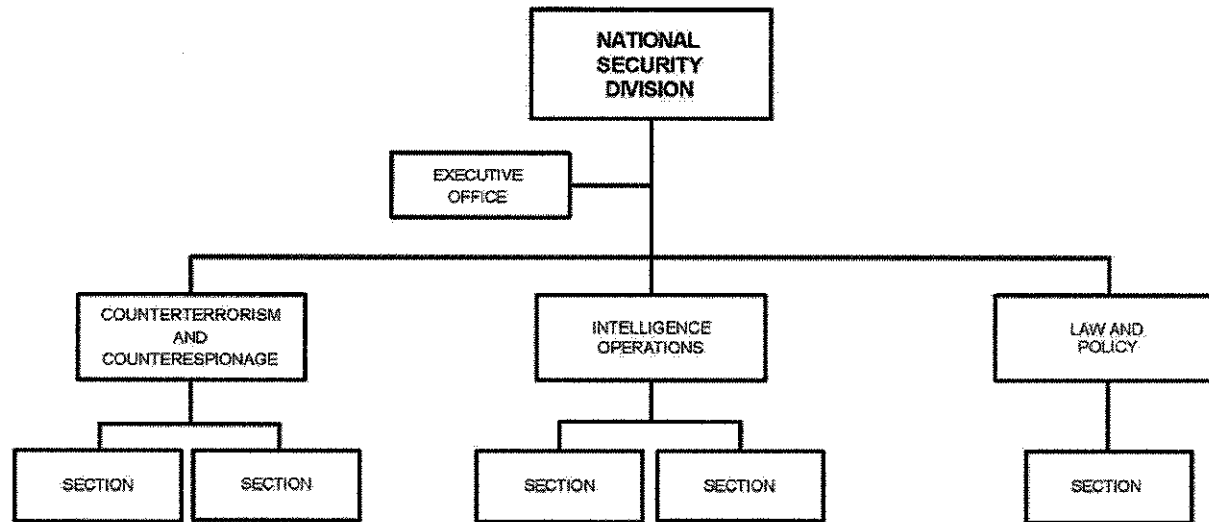 NATIONAL
SECURITY
DIVISION
EXECUTIVE
OFFICE
COUNTERTERRORISM
AND
COUNTERESPIONAGE
INTELLIGENCE
OPERATIONS
LAW AND
POLICY
SECTION
SECTION
SECTION
SECTION
SECTION